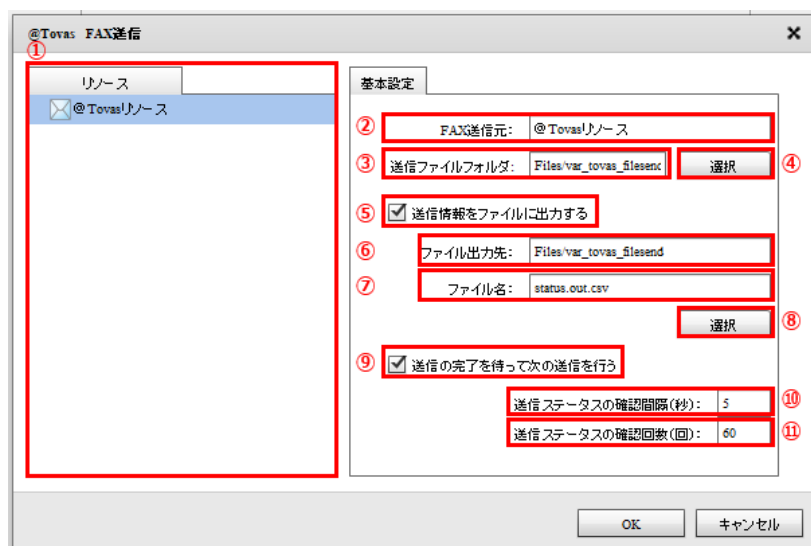 @Tovas FAX送信
①
リソース
@Tovasリソース
基本設定
② FAX送信元: @Tovasリソース
③ 送信ファイルフォルダ: Files/var_tovas_filesenc 選択 ④
⑤ 送信情報をファイルに出力する
⑥ ファイル出力先: Files/var_tovas_filesend
⑦ ファイル名: status.out.csv
選択 ⑧
⑨ 送信の完了を待って次の送信を行う
送信ステータスの確認間隔(秒): 5 ⑩
送信ステータスの確認回数(回): 60 ⑪
OK キャンセル